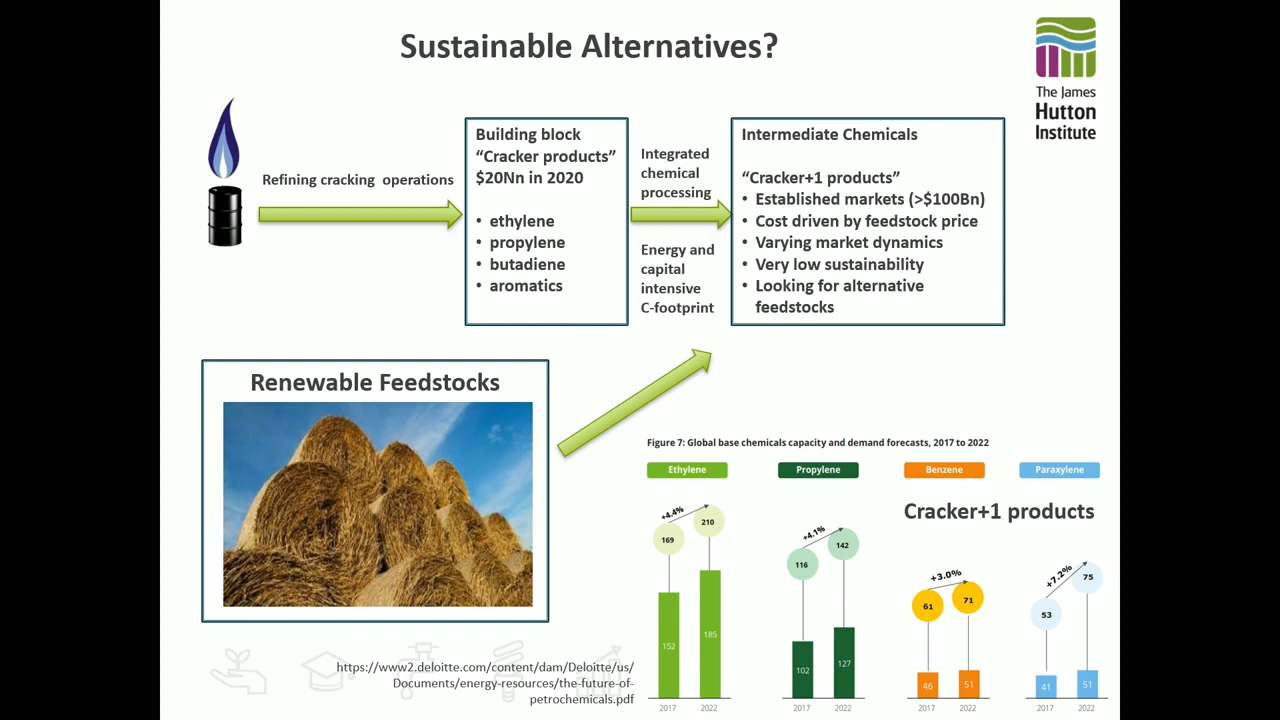 Sustainable Alternatives?
The James
Hutton
Institute
Refining cracking operations
Building block
“Cracker products”
$20Nn in 2020
• ethylene
• propylene
• butadiene
• aromatics
Integrated
chemical
processing
Energy and
capital
intensive
C-footprint
Intermediate Chemicals
“Cracker+1 products”
• Established markets (>$100Bn)
• Cost driven by feedstock price
• Varying market dynamics
• Very low sustainability
• Looking for alternative
feedstocks
Renewable Feedstocks
https://www2.deloitte.com/content/dam/Deloitte/us/
Documents/energy-resources/the-future-of-
petrochemicals.pdf
Figure 7: Global base chemicals capacity and demand forecasts, 2017 to 2022
Ethylene
Propylene
Benzene
Paraxylene
Cracker+1 products
+4.4%
169
210
152
185
2017
2022
+4.1%
116
142
102
127
2017
2022
+3.0%
61
71
46
51
2017
2022
+7.2%
53
75
41
51
2017
2022